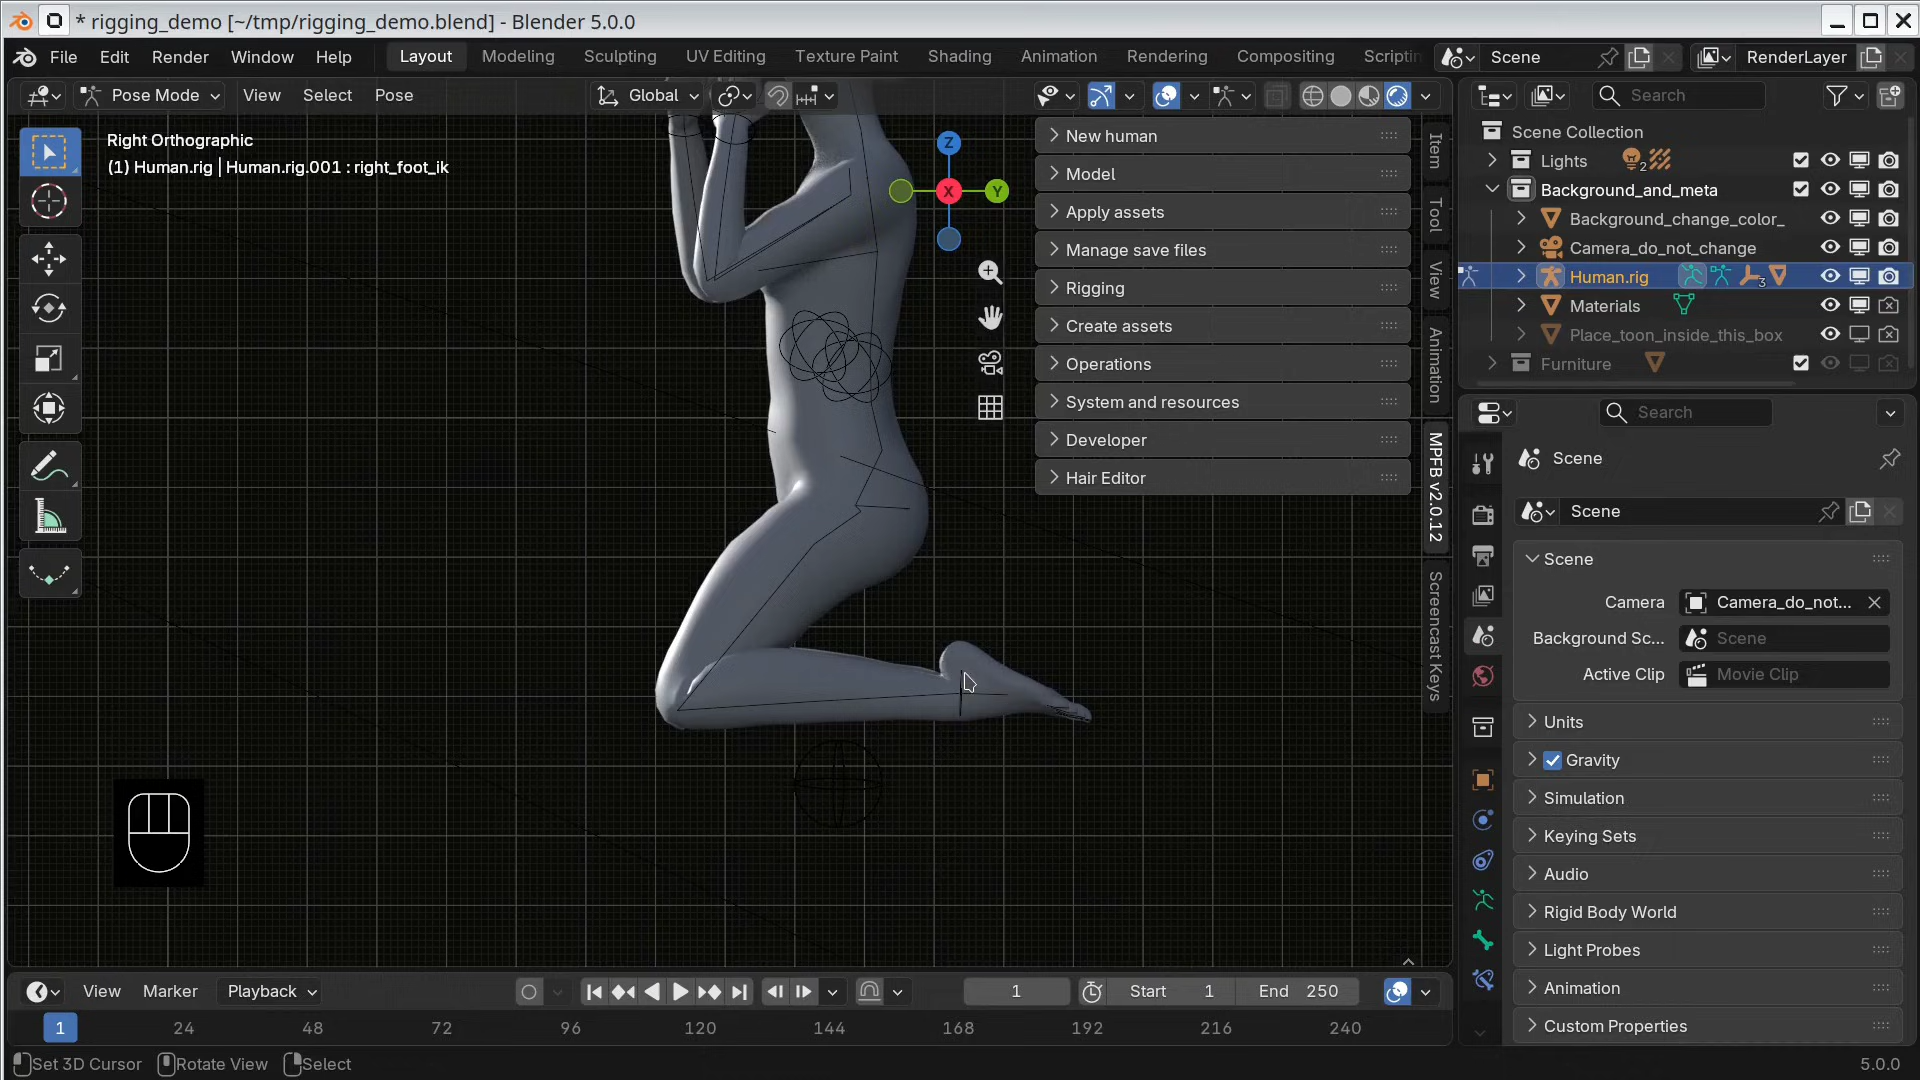 * rigging_demo [~/tmp/rigging_demo.blend] - Blender 5.0.0
File Edit Render Window Help Layout Modeling Sculpting UV Editing Texture Paint Shading Animation Rendering Compositing Scriptin Scene RenderLayer
Pose Mode View Select Pose Global Search
Right Orthographic
(1) Human.rig | Human.rig.001 : right_foot_ik
Z
Y
X
New human
Model
Apply assets
Manage save files
Rigging
Create assets
Operations
System and resources
Developer
Hair Editor
Item
Tool
View
Animation
MPFB v2.0.12
Screencast Keys
Scene Collection
Lights 2
Background_and_meta
Background_change_color_
Camera_do_not_change
Human.rig 3
Materials
Place_toon_inside_this_box
Furniture
Search
Scene
Scene
Scene
Camera Camera_do_not...
Background Sc... Scene
Active Clip Movie Clip
Units
Gravity
Simulation
Keying Sets
Audio
Rigid Body World
Light Probes
Animation
Custom Properties
View Marker Playback 1 Start 1 End 250
1 24 48 72 96 120 144 168 192 216 240
Set 3D Cursor Rotate View Select 5.0.0